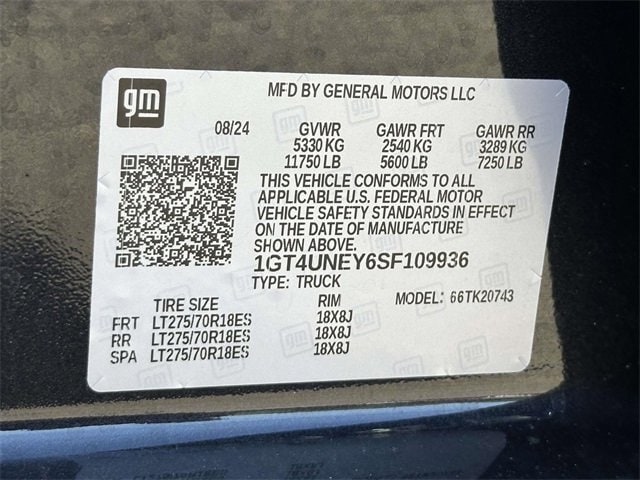 gm
MFD BY GENERAL MOTORS LLC
08/24 GVWR GAWR FRT GAWR RR
5330 KG 2540 KG 3289 KG
11750 LB 5600 LB 7250 LB
THIS VEHICLE CONFORMS TO ALL
APPLICABLE U.S. FEDERAL MOTOR
VEHICLE SAFETY STANDARDS IN EFFECT
ON THE DATE OF MANUFACTURE
SHOWN ABOVE.
1GT4UNEY6SF109936
TYPE: TRUCK
TIRE SIZE RIM MODEL: 66TK20743
FRT LT275/70R18ES 18X8J
RR LT275/70R18ES 18X8J
SPA LT275/70R18ES 18X8J